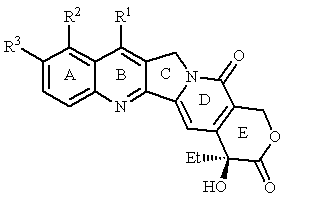 R² R¹
R³
A B C N O
N D
E O
Et
HO O